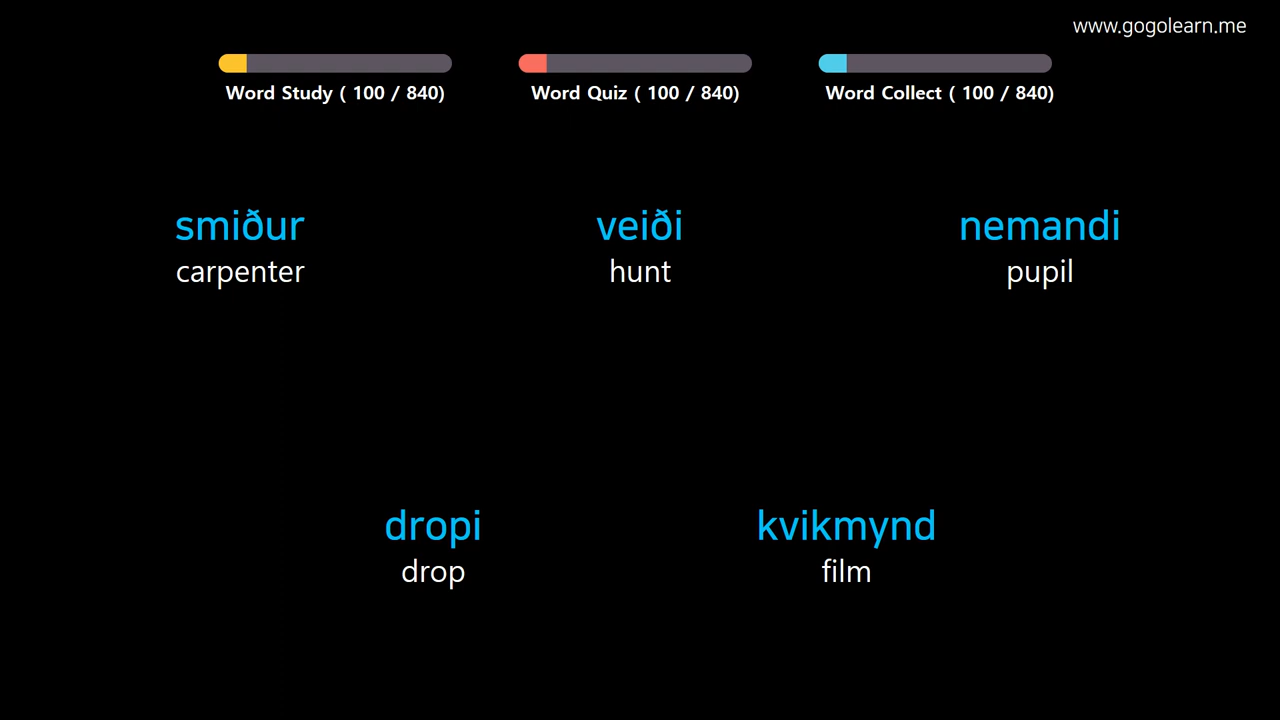 www.gogolearn.me
Word Study ( 100 / 840)
Word Quiz ( 100 / 840)
Word Collect ( 100 / 840)
smiður
carpenter
veiði
hunt
nemandi
pupil
dropi
drop
kvikmynd
film